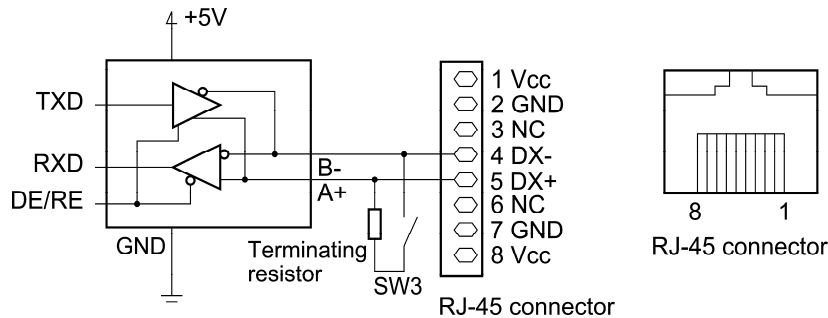 +5V
TXD
RXD
DE/RE
GND
B-
A+
Terminating
resistor
SW3
1 Vcc
2 GND
3 NC
4 DX-
5 DX+
6 NC
7 GND
8 Vcc
RJ-45 connector
8 1
RJ-45 connector